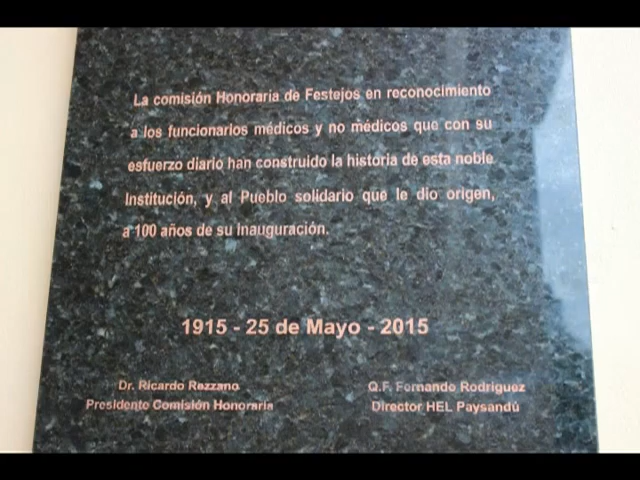 La comisión Honoraria de Festejos en reconocimiento
a los funcionarios médicos y no médicos que con su
esfuerzo diario han construido la historia de esta noble
Institución, y al Pueblo solidario que le dio origen,
a 100 años de su Inauguración.
1915 - 25 de Mayo - 2015
Dr. Ricardo Razzano
Q.F. Fernando Rodriguez
Presidente Comisión Honoraria
Director HEL Paysandú